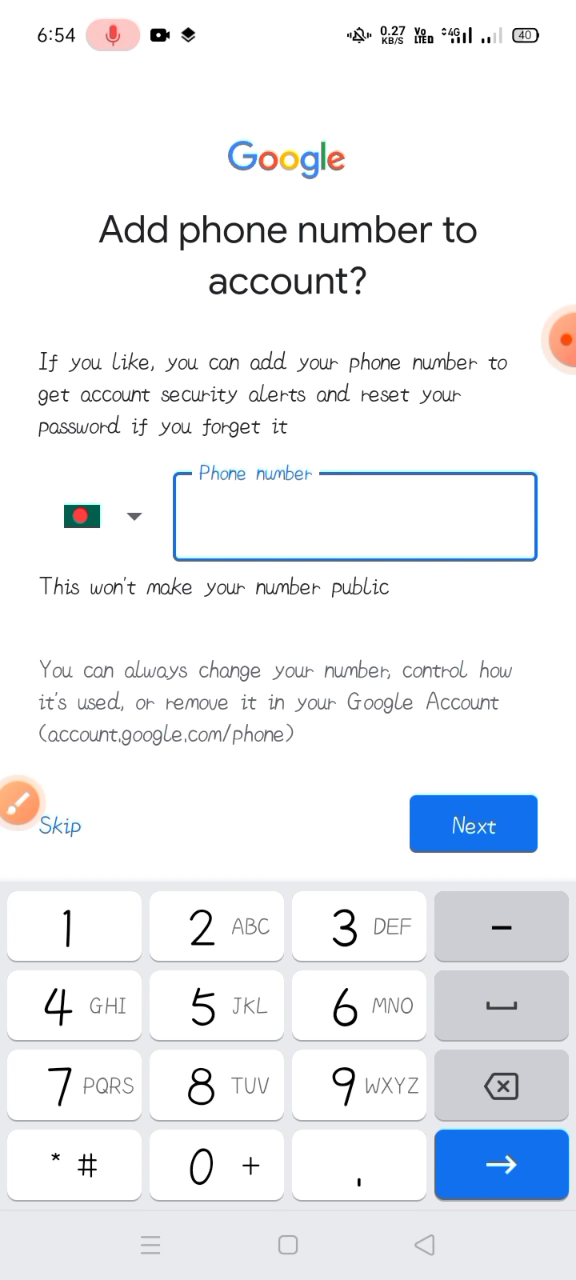 6:54
0.27
KB/S
Vo
LTED
4G
40
Google
Add phone number to
account?
If you like, you can add your phone number to
get account security alerts and reset your
password if you forget it
Phone number
This won't make your number public
You can always change your number, control how
it's used, or remove it in your Google Account
(account.google.com/phone)
Skip
Next
1
2 ABC
3 DEF
-
4 GHI
5 JKL
6 MNO
7 PQRS
8 TUV
9 WXYZ
* #
0 +
,